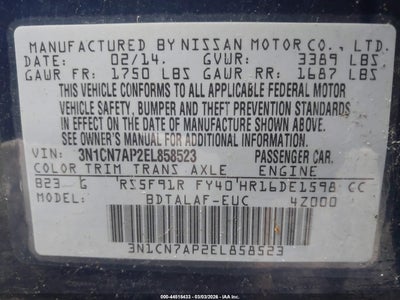 MANUFACTURED BY NISSAN MOTOR CO., LTD.
DATE: 02/14. GVWR: 3389 LBS
GAWR FR: 1750 LBS GAWR RR: 1687 LBS
THIS VEHICLE CONFORMS TO ALL APPLICABLE FEDERAL MOTOR
VEHICLE SAFETY, BUMPER AND THEFT PREVENTION STANDARDS
IN EFFECT ON THE DATE OF MANUFACTURE SHOWN ABOVE.
SEE OWNER'S MANUAL FOR ADDITIONAL INFORMATION.
VIN: 3N1CN7AP2EL858523 PASSENGER CAR.
COLOR TRIM TRANS AXLE ENGINE
B23 G RS5F91R FY40 HR16DE1598 CC
MODEL: BDTALAF-EUC 4Z000
3N1CN7AP2EL858523
000-44618433 - 03/03/2026 - 000